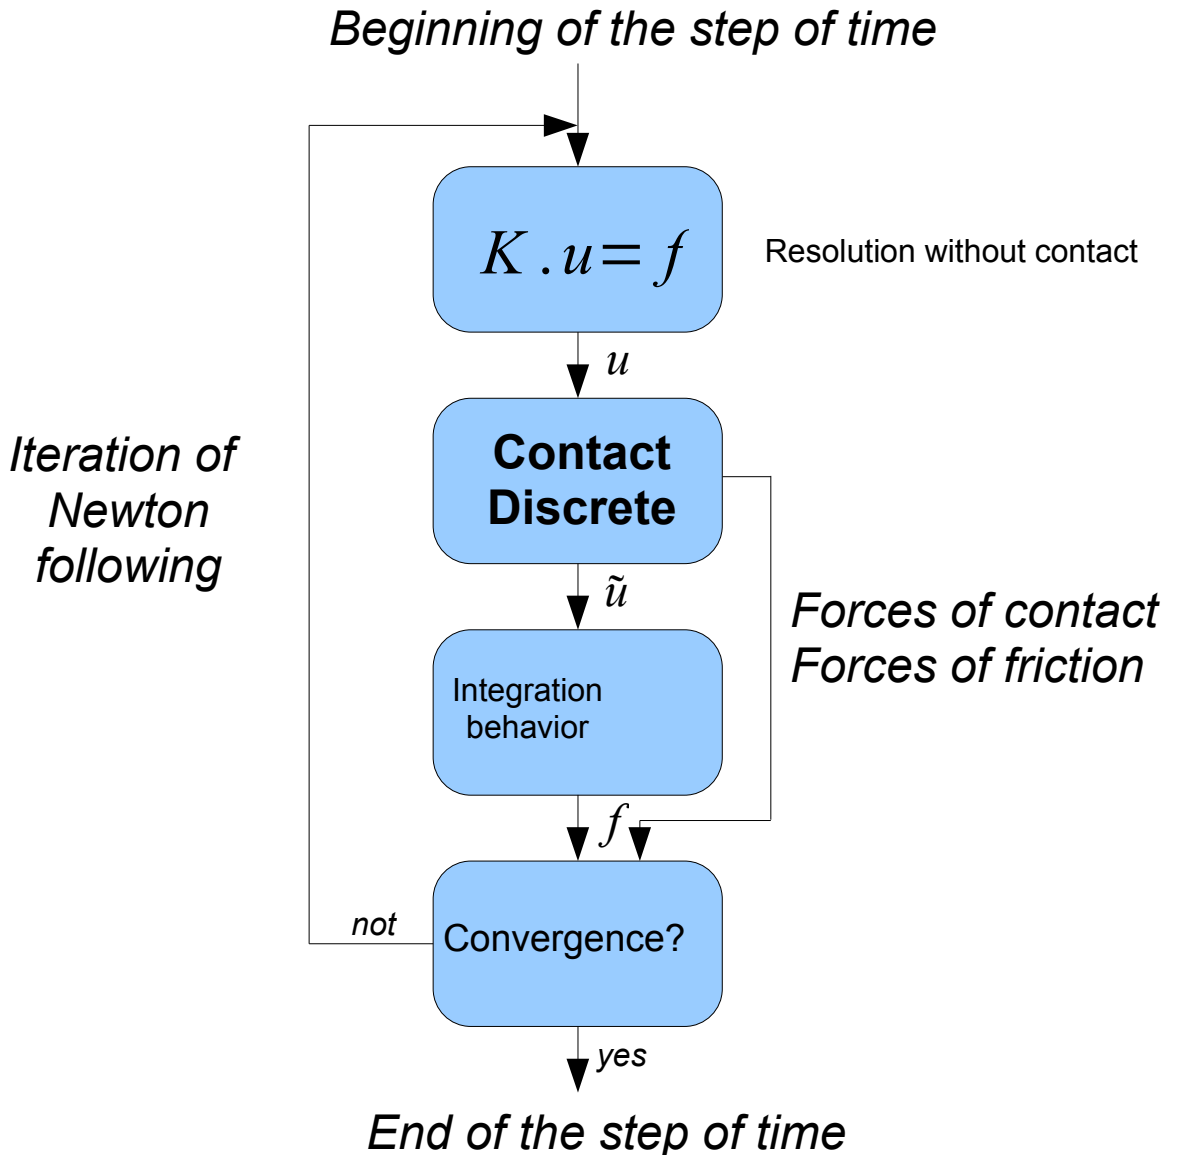 Beginning of the step of time
K . u = f
Resolution without contact
u
Contact
Discrete
Iteration of
Newton
following
ũ
Forces of contact
Forces of friction
Integration
behavior
f
not
Convergence?
yes
End of the step of time